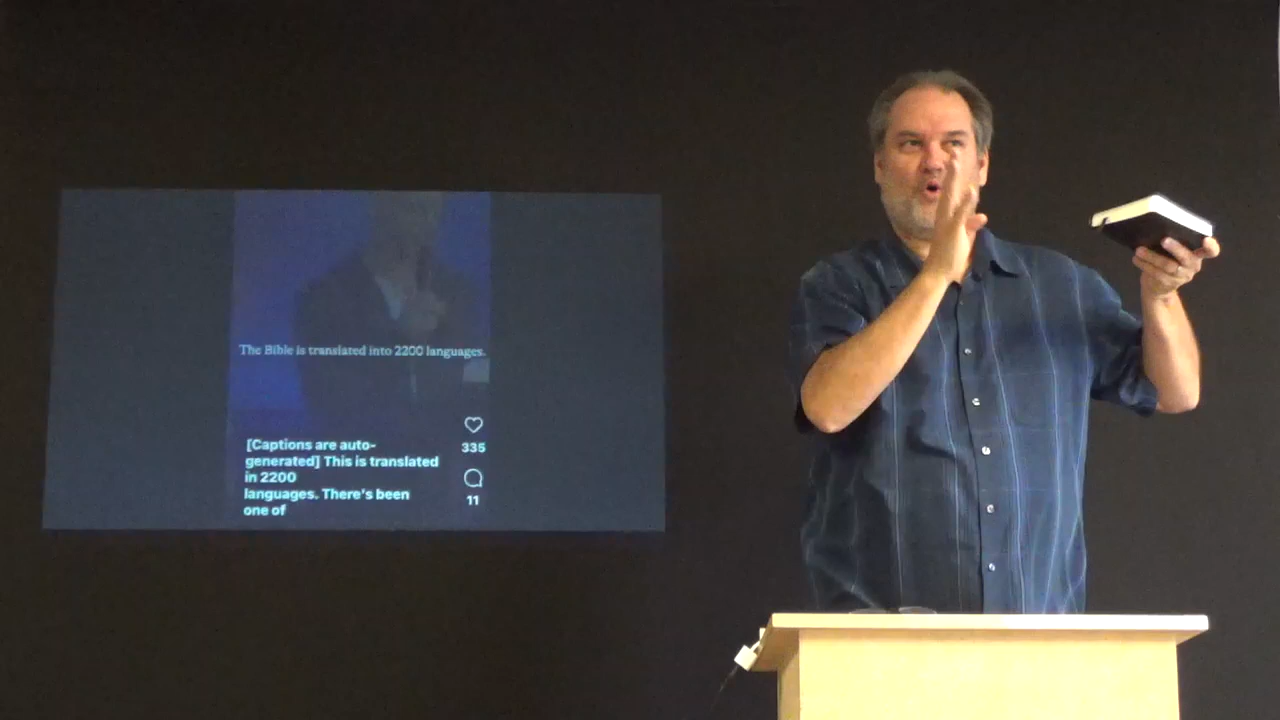 The Bible is translated into 2200 languages.
335
[Captions are auto-
generated] This is translated
in 2200
languages. There's been
one of
11